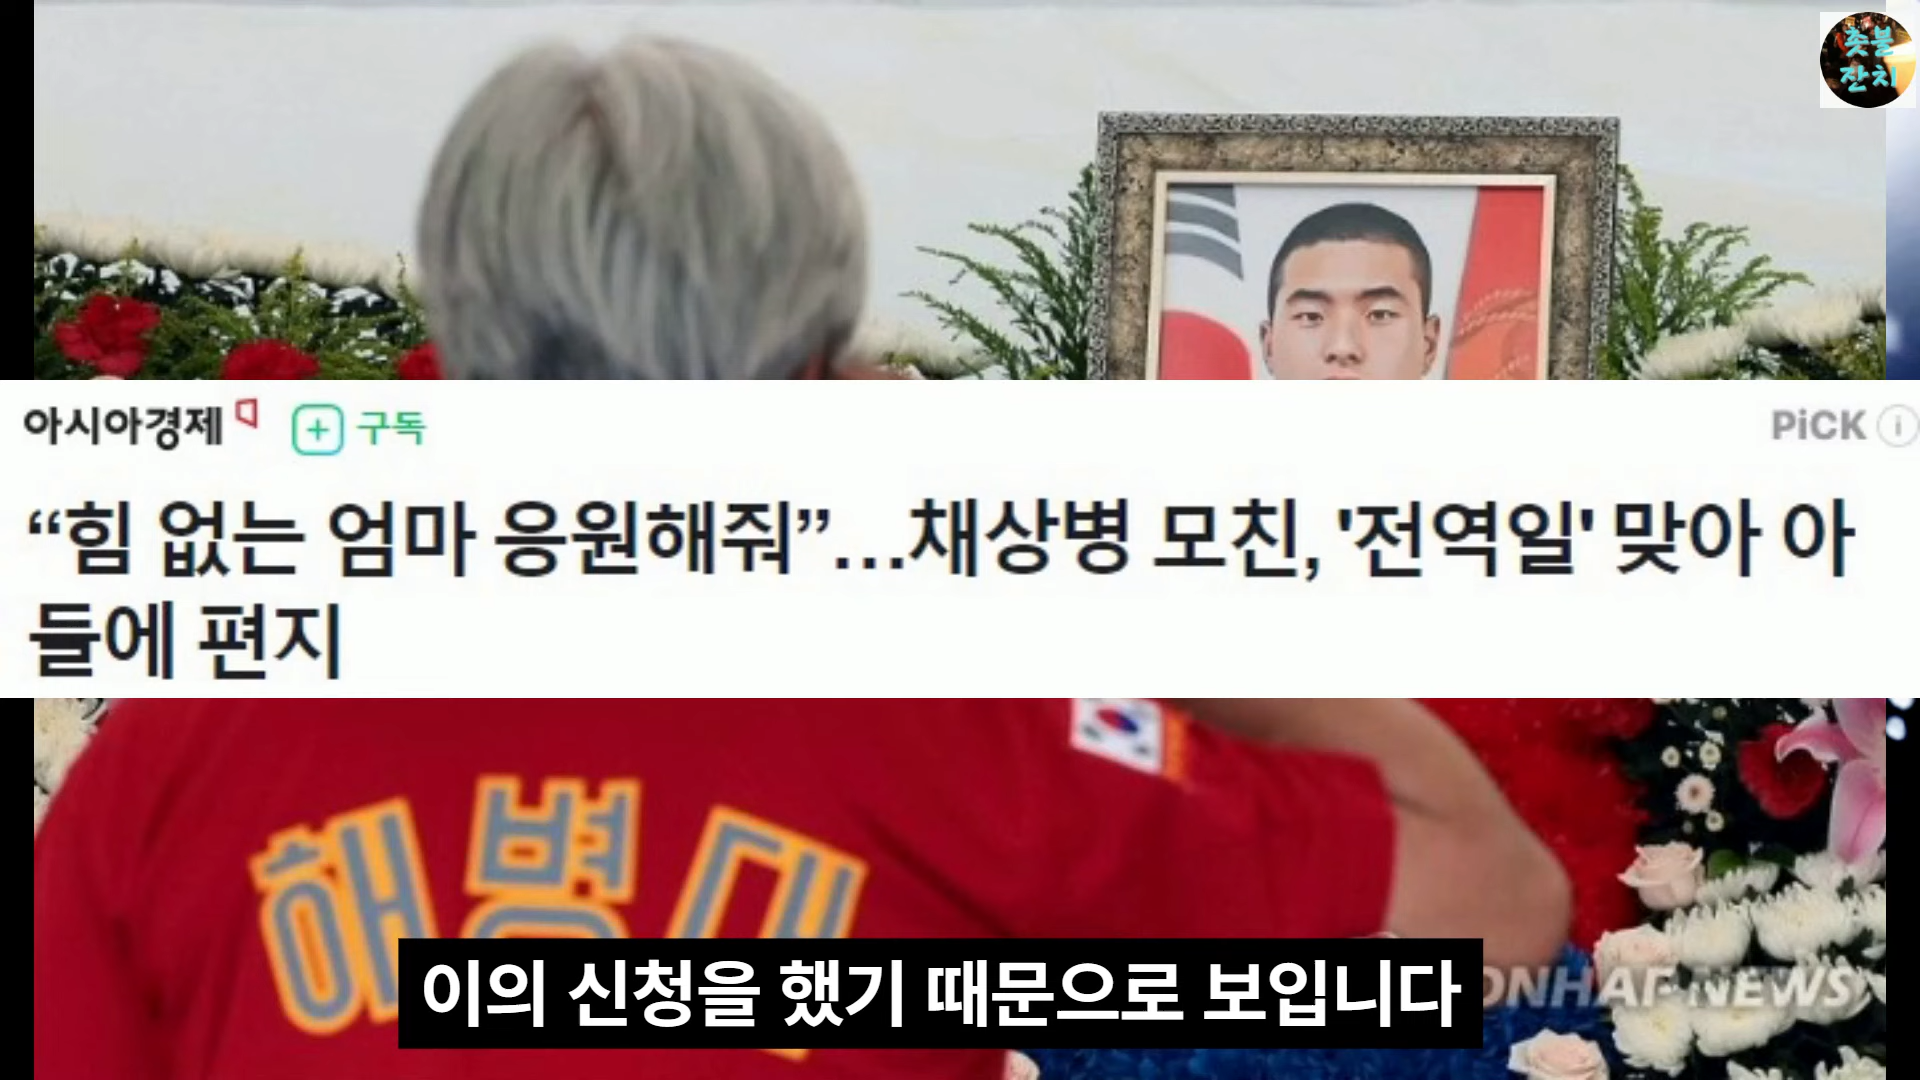 촛불
잔치
아시아경제
구독
PiCK
“힘 없는 엄마 응원해줘”…채상병 모친, '전역일' 맞아 아
들에 편지
해병대
이의 신청을 했기 때문으로 보입니다
NEWS